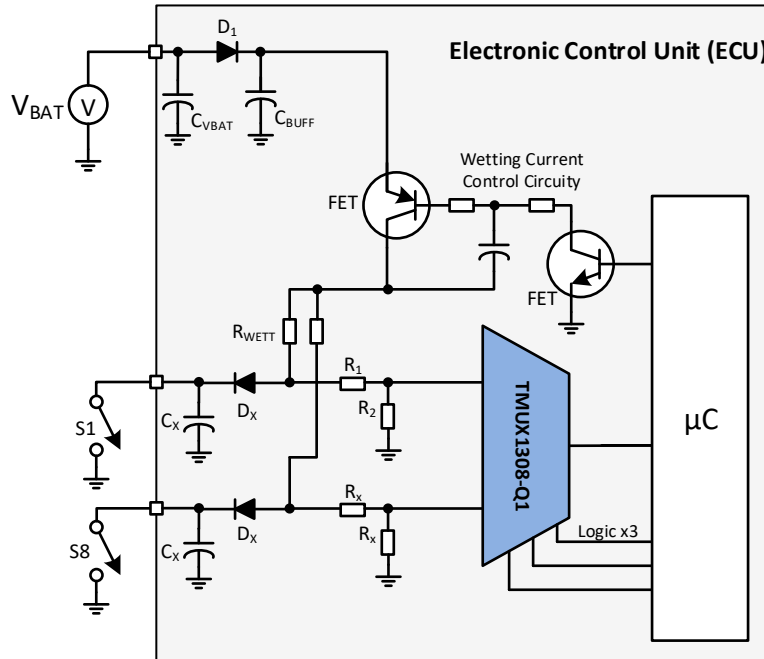 D1
Electronic Control Unit (ECU)
VBAT
V
CVBAT
CBUFF
Wetting Current
Control Circuity
FET
FET
RWETT
R1
R2
CX
DX
S1
TMUX1308-Q1
µC
Rx
Rx
CX
DX
S8
Logic x3